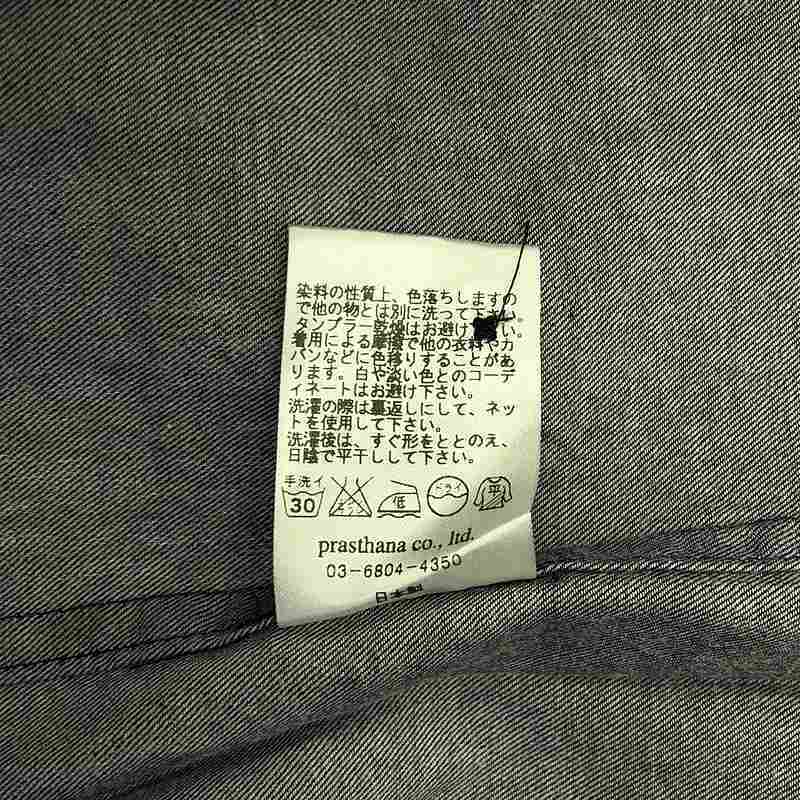 染料の性質上、色落ちしますの
で他の物とは別に洗って下さい。
タンブラー乾燥はお避け い。
着用による摩擦で他の衣料やカ
バンなどに色移りすることがあ
ります。白や淡い色とのコーデ
ィネートはお避け下さい。
洗濯の際は裏返しにして、ネッ
トを使用して下さい。
洗濯後は、すぐ形をととのえ、
日陰で平干しして下さい。
手洗イ
30
低
ドライ
平
prasthana co., ltd.
03-6804-4350
日本製